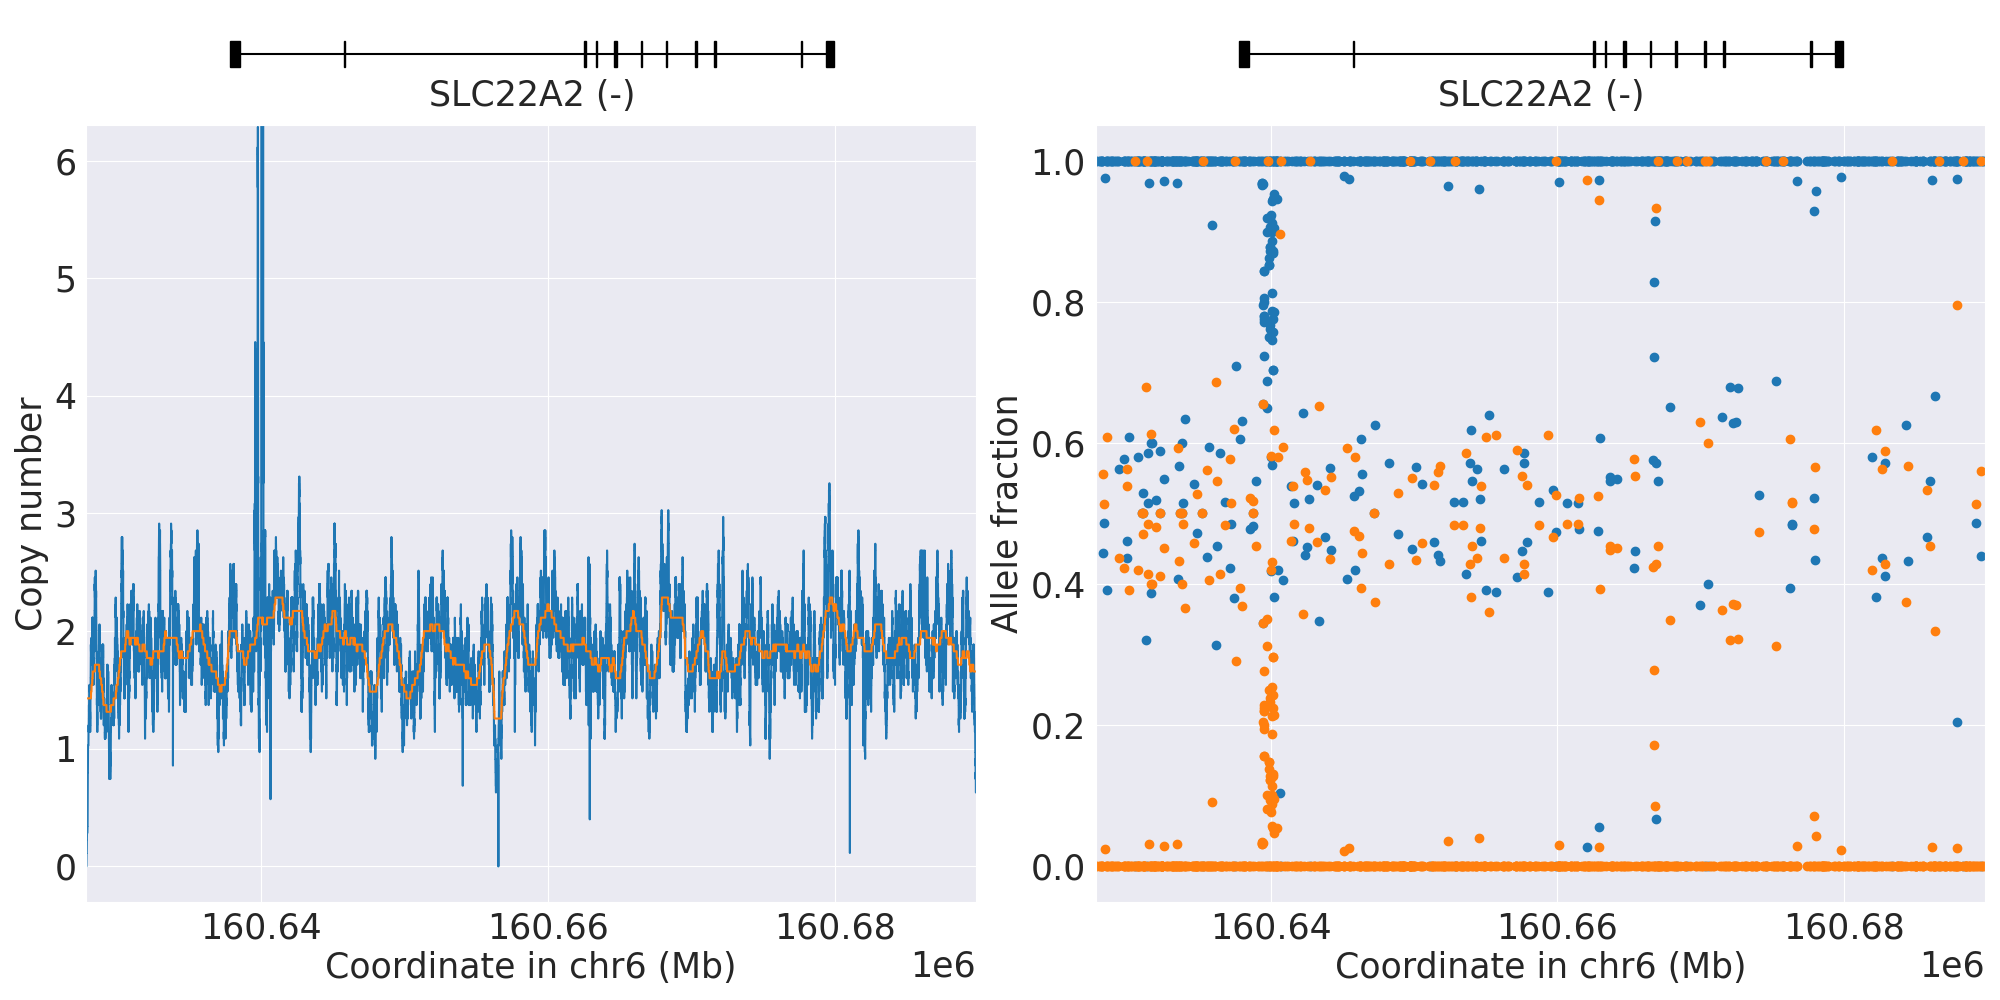 SLC22A2 (-)
6
5
4
3
2
1
0
Copy number
160.64
160.66
160.68
Coordinate in chr6 (Mb)
1e6
SLC22A2 (-)
1.0
0.8
0.6
0.4
0.2
0.0
Allele fraction
160.64
160.66
160.68
Coordinate in chr6 (Mb)
1e6